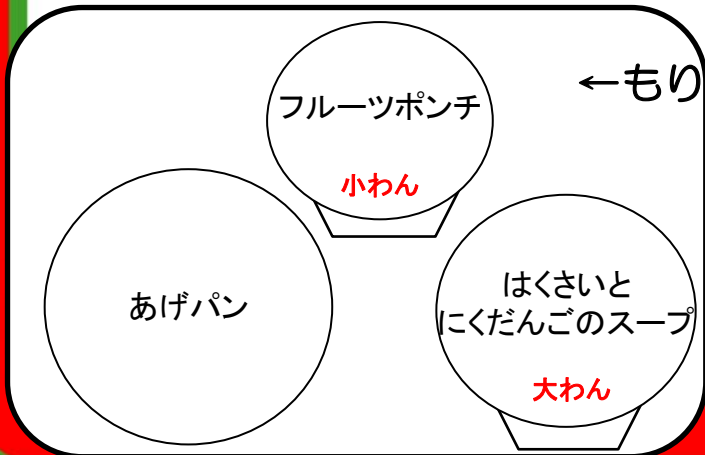 フルーツポンチ
小わん
←もり
あげパン
はくさいと
にくだんごのスープ
大わん